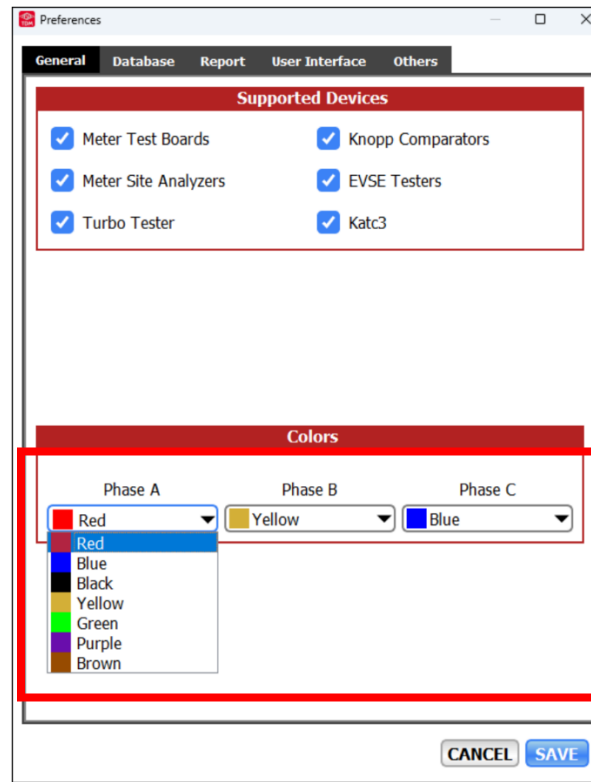 TDM Preferences
General Database Report User Interface Others
Supported Devices
Meter Test Boards Knopp Comparators
Meter Site Analyzers EVSE Testers
Turbo Tester Katc3
Colors
Phase A Phase B Phase C
Red Yellow Blue
Red
Blue
Black
Yellow
Green
Purple
Brown
CANCEL SAVE